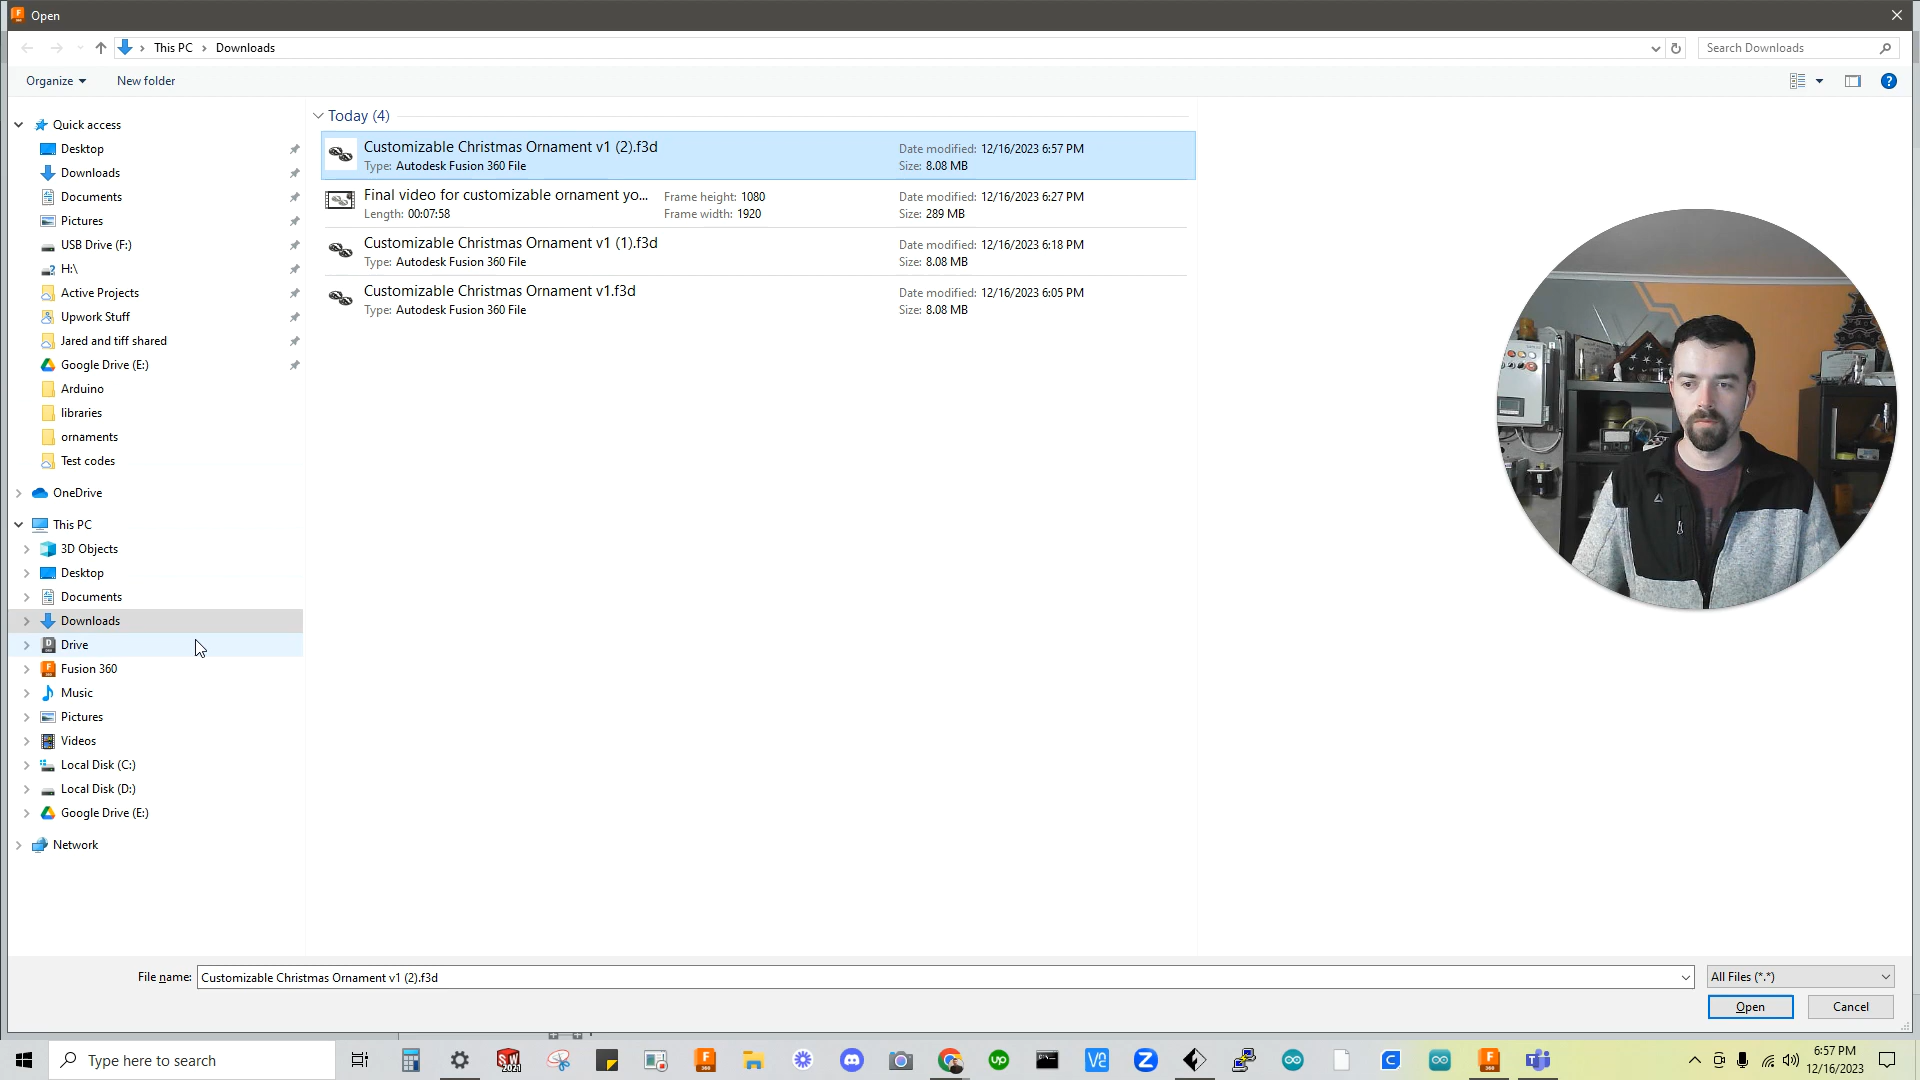 Open
This PC > Downloads
Search Downloads
Organize
New folder
Quick access
Desktop
Downloads
Documents
Pictures
USB Drive (F:)
H:\
Active Projects
Upwork Stuff
Jared and tiff shared
Google Drive (E:)
Arduino
libraries
ornaments
Test codes
OneDrive
This PC
3D Objects
Desktop
Documents
Downloads
Drive
Fusion 360
Music
Pictures
Videos
Local Disk (C:)
Local Disk (D:)
Google Drive (E:)
Network
Today (4)
Customizable Christmas Ornament v1 (2).f3d
Type: Autodesk Fusion 360 File
Date modified: 12/16/2023 6:57 PM
Size: 8.08 MB
Final video for customizable ornament yo...
Length: 00:07:58
Frame height: 1080
Frame width: 1920
Date modified: 12/16/2023 6:27 PM
Size: 289 MB
Customizable Christmas Ornament v1 (1).f3d
Type: Autodesk Fusion 360 File
Date modified: 12/16/2023 6:18 PM
Size: 8.08 MB
Customizable Christmas Ornament v1.f3d
Type: Autodesk Fusion 360 File
Date modified: 12/16/2023 6:05 PM
Size: 8.08 MB
File name: Customizable Christmas Ornament v1 (2).f3d
All Files (*.*)
Open
Cancel
Type here to search
6:57 PM
12/16/2023